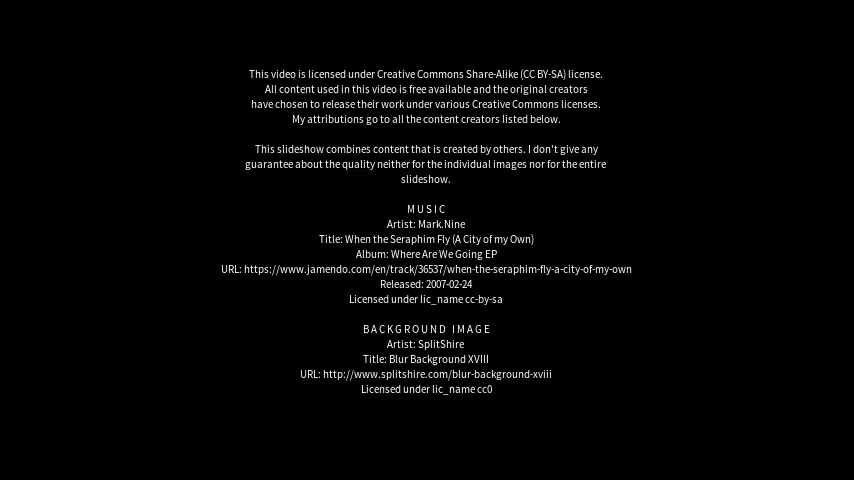 This video is licensed under Creative Commons Share-Alike (CC BY-SA) license.
All content used in this video is free available and the original creators
have chosen to release their work under various Creative Commons licenses.
My attributions go to all the content creators listed below.
This slideshow combines content that is created by others. I don't give any
guarantee about the quality neither for the individual images nor for the entire
slideshow.
MUSIC
Artist: Mark.Nine
Title: When the Seraphim Fly (A City of my Own)
Album: Where Are We Going EP
URL: https://www.jamendo.com/en/track/36537/when-the-seraphim-fly-a-city-of-my-own
Released: 2007-02-24
Licensed under lic_name cc-by-sa
BACKGROUND IMAGE
Artist: SplitShire
Title: Blur Background XVIII
URL: http://www.splitshire.com/blur-background-xviii
Licensed under lic_name cc0